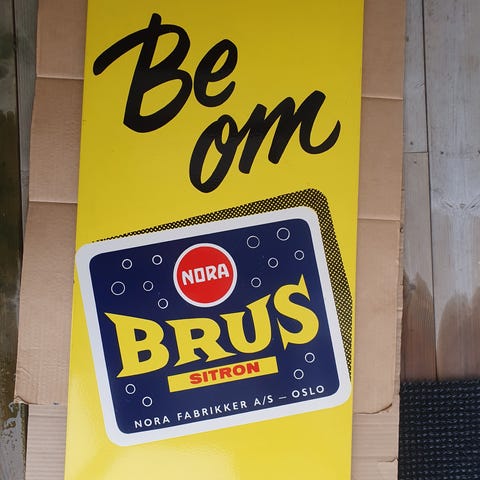 Be
om
NORA
BRUS
SITRON
NORA FABRIKKER A/S — OSLO